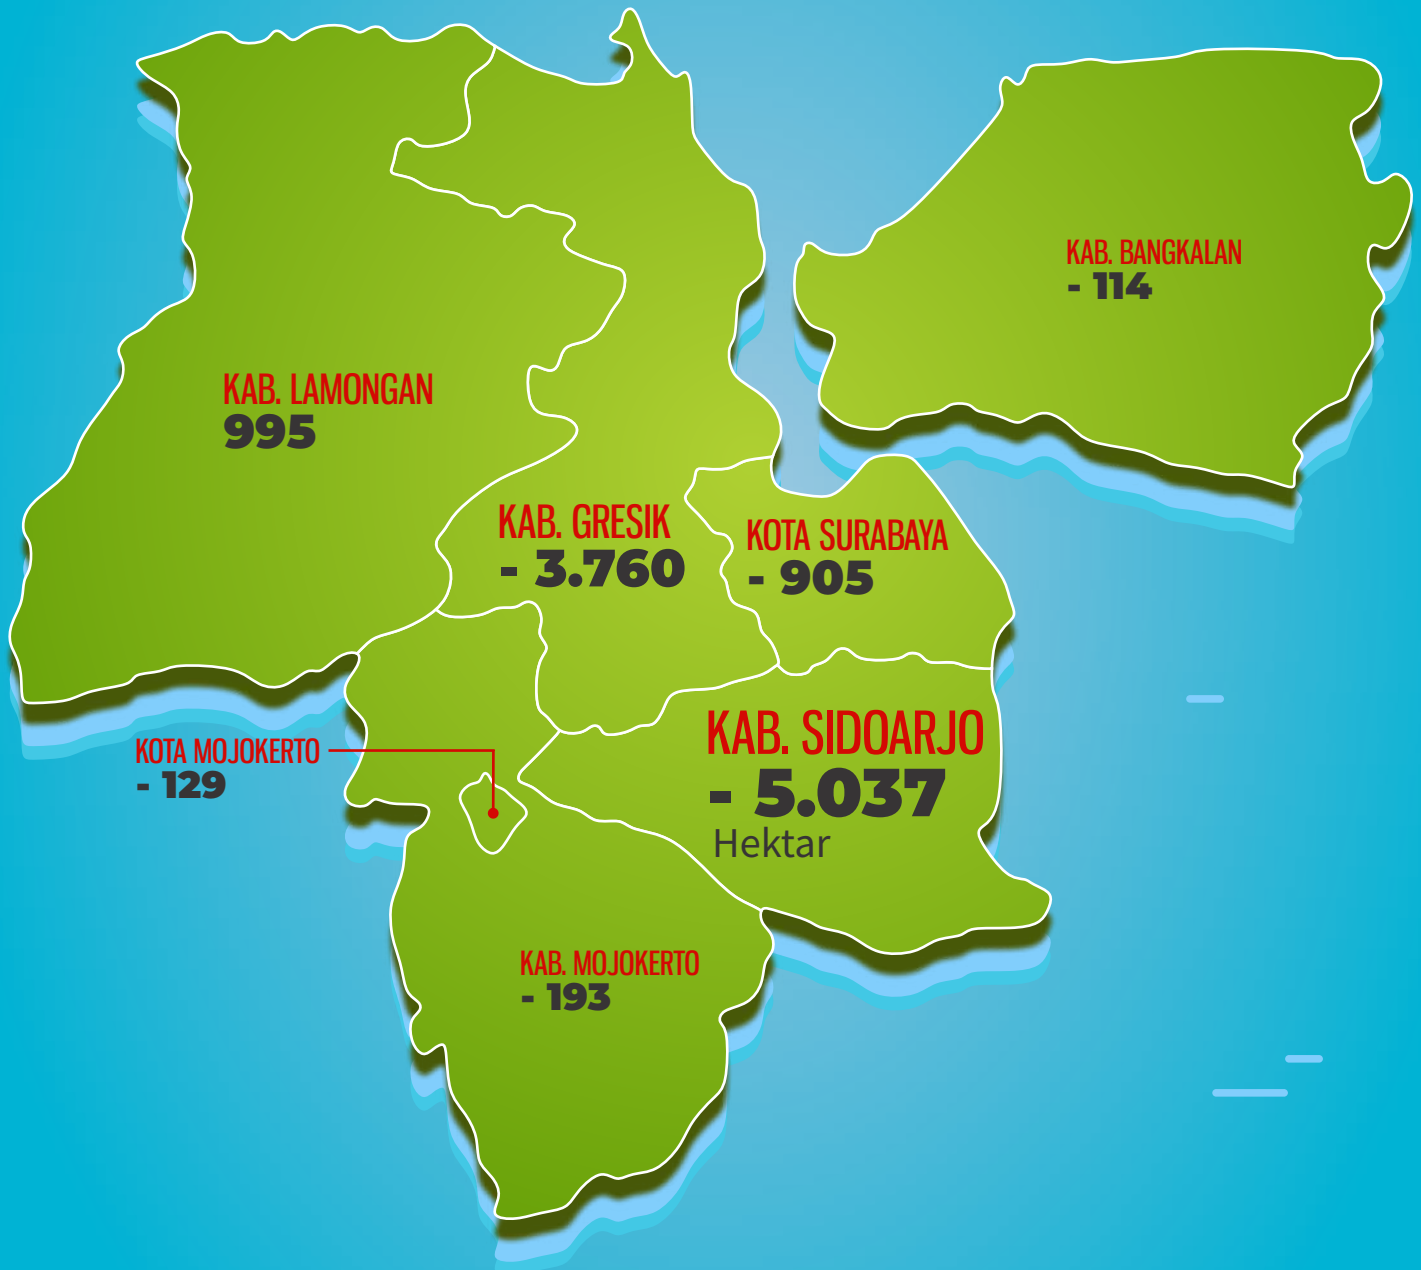 KAB. BANGKALAN
- 114
KAB. LAMONGAN
995
KAB. GRESIK
- 3.760
KOTA SURABAYA
- 905
KAB. SIDOARJO
- 5.037
Hektar
KOTA MOJOKERTO
- 129
KAB. MOJOKERTO
- 193